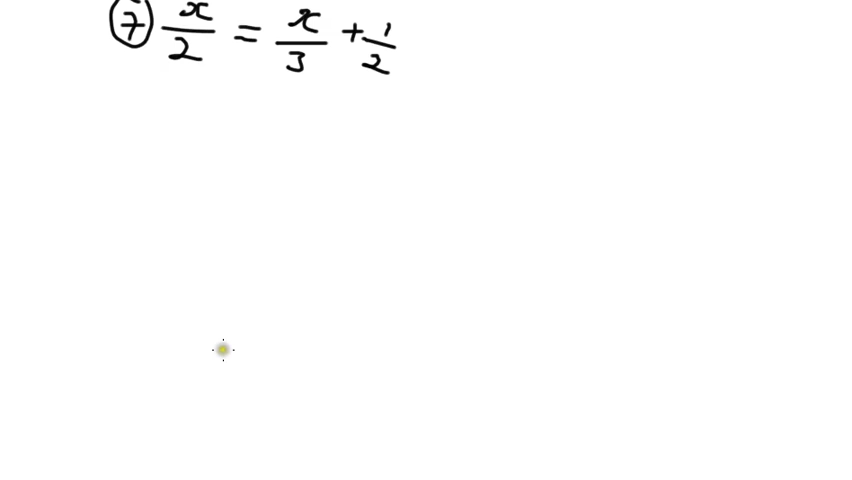 ⑦ x/2 = x/3 + 1/2